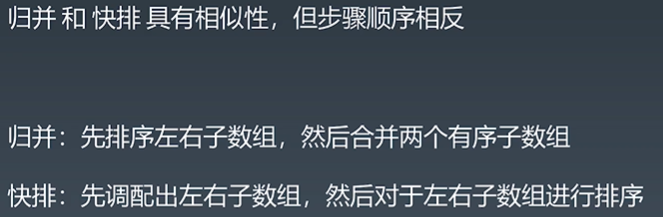 归并 和 快排 具有相似性，但步骤顺序相反
归并：先排序左右子数组，然后合并两个有序子数组
快排：先调配出左右子数组，然后对于左右子数组进行排序